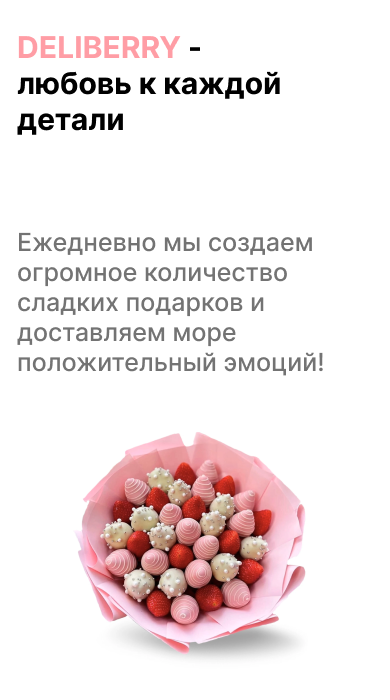 DELIBERRY -
любовь к каждой
детали
Ежедневно мы создаем
огромное количество
сладких подарков и
доставляем море
положительный эмоций!